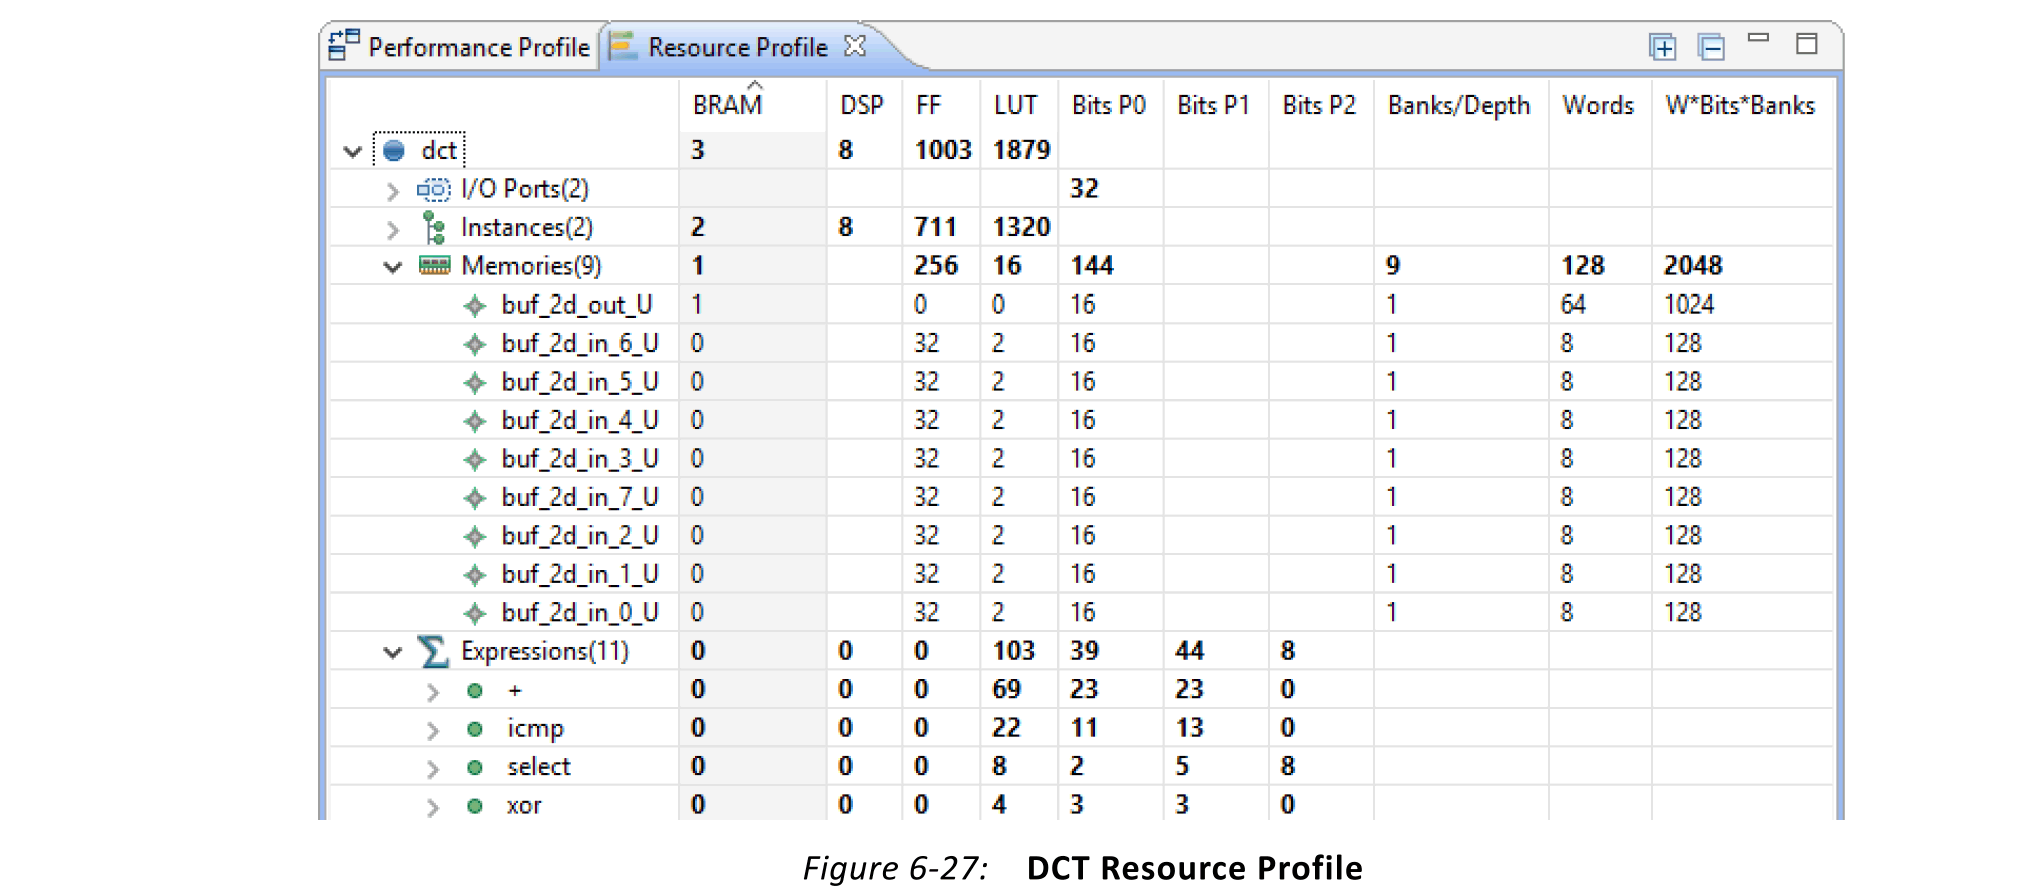 Performance Profile Resource Profile
BRAM DSP FF LUT Bits P0 Bits P1 Bits P2 Banks/Depth Words W*Bits*Banks
dct 3 8 1003 1879
I/O Ports(2) 32
Instances(2) 2 8 711 1320
Memories(9) 1 256 16 144 9 128 2048
buf_2d_out_U 1 0 0 16 1 64 1024
buf_2d_in_6_U 0 32 2 16 1 8 128
buf_2d_in_5_U 0 32 2 16 1 8 128
buf_2d_in_4_U 0 32 2 16 1 8 128
buf_2d_in_3_U 0 32 2 16 1 8 128
buf_2d_in_7_U 0 32 2 16 1 8 128
buf_2d_in_2_U 0 32 2 16 1 8 128
buf_2d_in_1_U 0 32 2 16 1 8 128
buf_2d_in_0_U 0 32 2 16 1 8 128
Expressions(11) 0 0 0 103 39 44 8
+ 0 0 0 69 23 23 0
icmp 0 0 0 22 11 13 0
select 0 0 0 8 2 5 8
xor 0 0 0 4 3 3 0
Figure 6-27: DCT Resource Profile